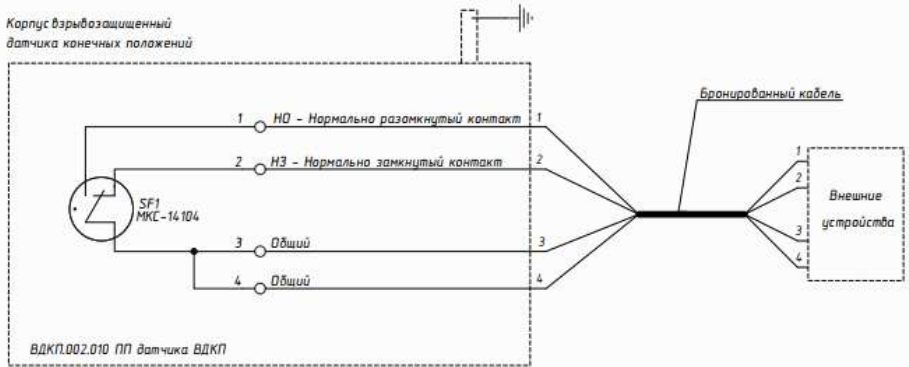 Корпус взрывозащищенный
датчика конечных положений
Бронированный кабель
1 НО - Нормально разомкнутый контакт 1
2 НЗ - Нормально замкнутый контакт 2
SF1
МКС-14104
3 Общий 3
4 Общий 4
1
2
3
4
Внешние
устройства
ВДКП.002.010 ПП датчика ВДКП